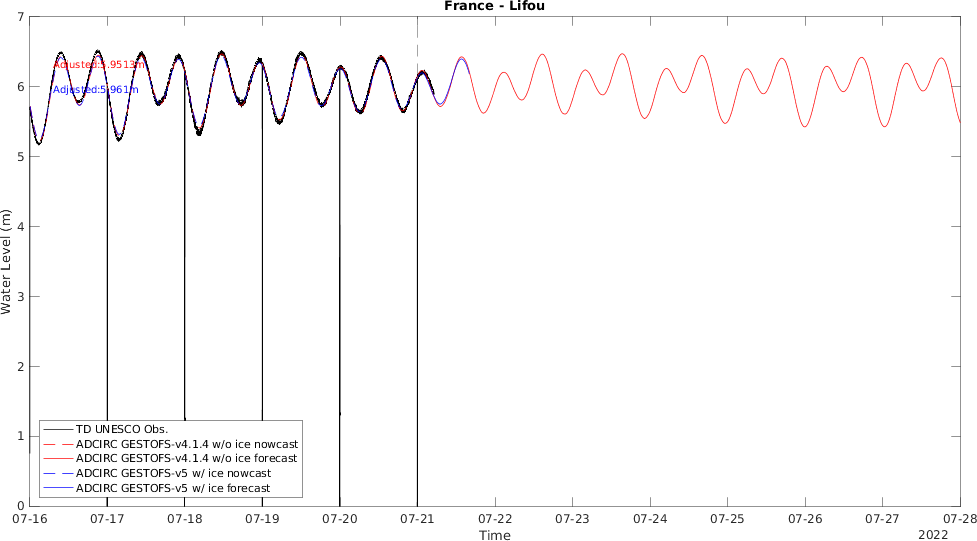 France - Lifou
Water Level (m)
7
6
5
4
3
2
1
0
Adjusted:5.9513m
Adjusted:5.961m
TD UNESCO Obs.
ADCIRC GESTOFS-v4.1.4 w/o ice nowcast
ADCIRC GESTOFS-v4.1.4 w/o ice forecast
ADCIRC GESTOFS-v5 w/ ice nowcast
ADCIRC GESTOFS-v5 w/ ice forecast
07-16 07-17 07-18 07-19 07-20 07-21 07-22 07-23 07-24 07-25 07-26 07-27 07-28
Time
2022